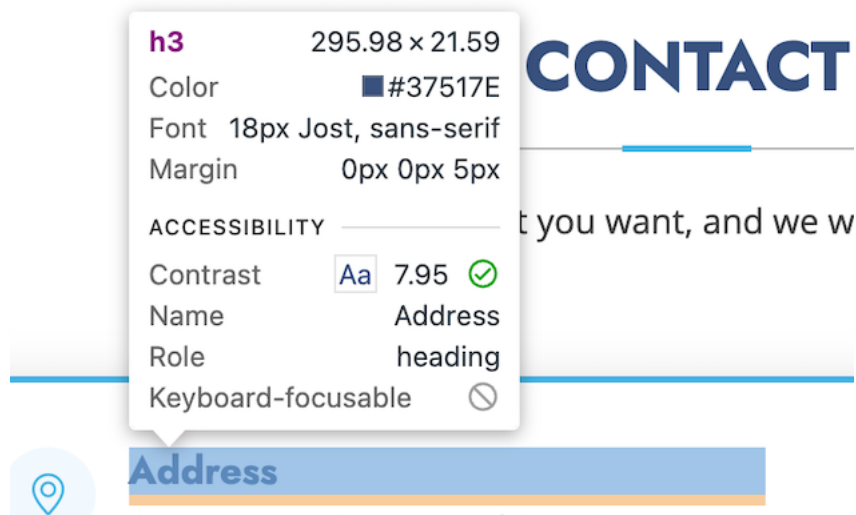 h3 295.98 × 21.59
Color #37517E
Font 18px Jost, sans-serif
Margin 0px 0px 5px
ACCESSIBILITY
Contrast Aa 7.95
Name Address
Role heading
Keyboard-focusable
CONTACT
you want, and we
Address